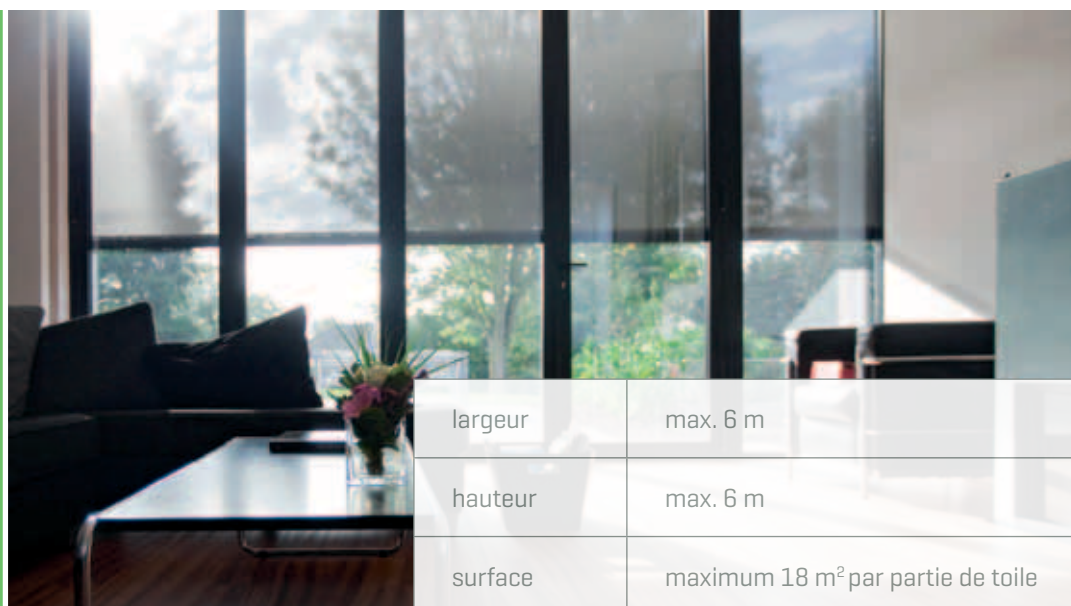 largeur max. 6 m
hauteur max. 6 m
surface maximum 18 m² par partie de toile